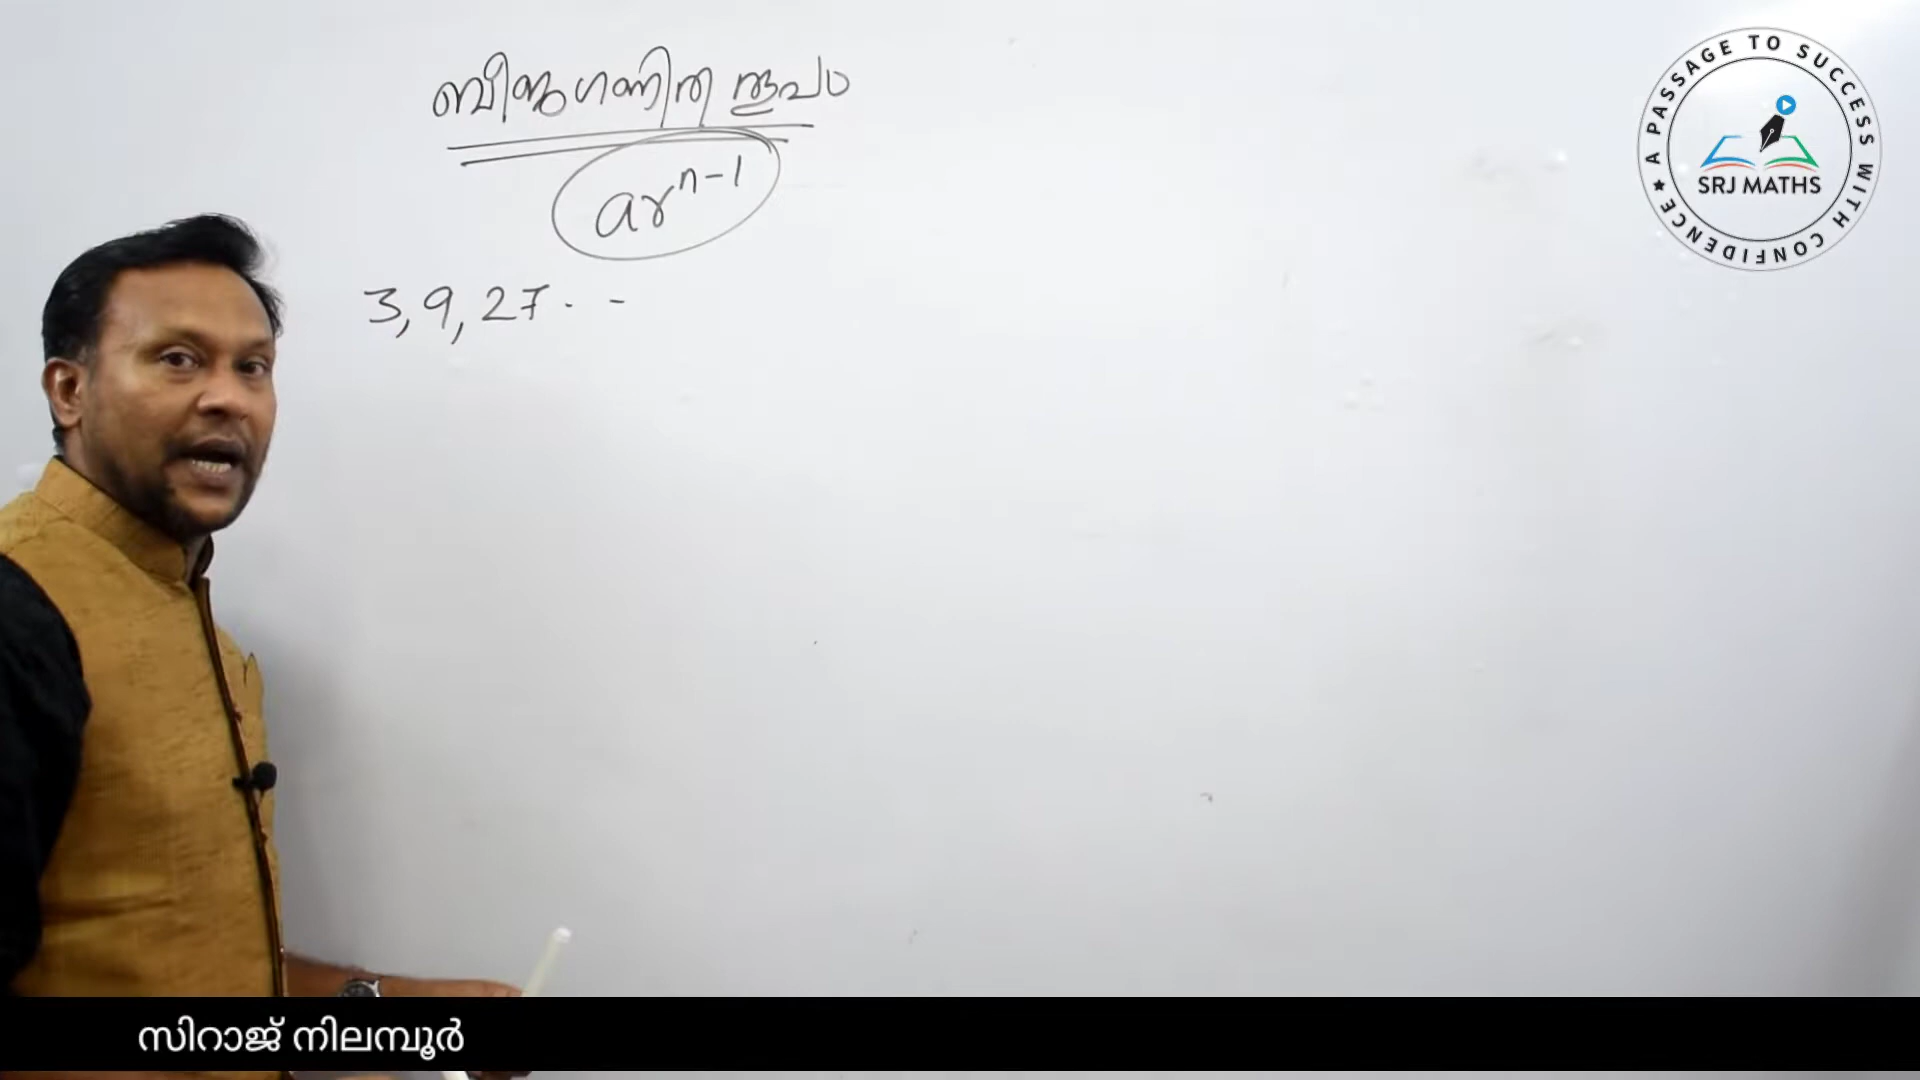 ബീജഗണിത രൂപം
ar^{n-1}
3, 9, 27 . -
A PASSAGE TO SUCCESS WITH CONFIDENCE ★
SRJ MATHS
സിറാജ് നിലമ്പൂർ